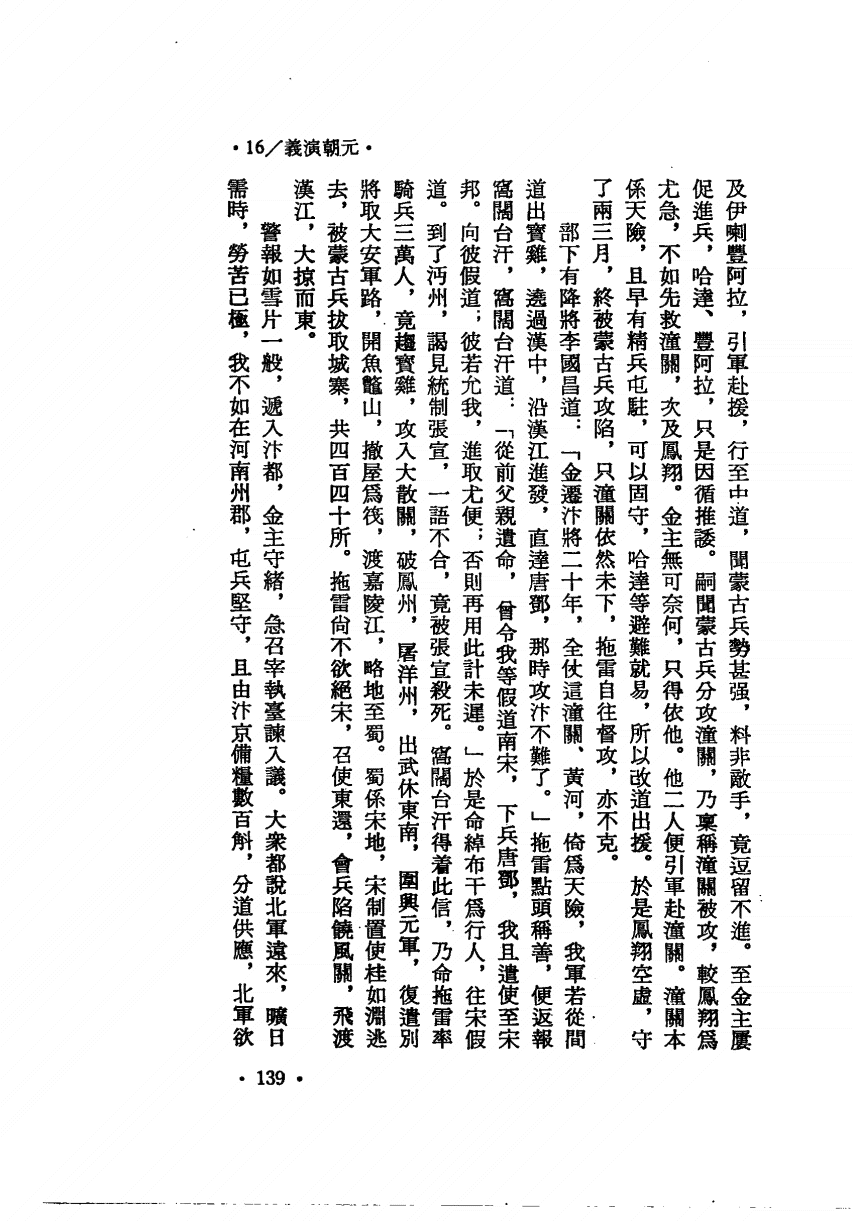 ・元朝演義／16・
及伊喇豐阿拉，引軍赴援，行至中道，聞蒙古兵勢甚强，料非敵手，竟逗留不進。至金主屢
促進兵，哈達、豐阿拉，只是因循推諉。嗣聞蒙古兵分攻潼關，乃稟稱潼關被攻，較鳳翔爲
尤急，不如先救潼關，次及鳳翔。金主無可奈何，只得依他。他二人便引軍赴潼關。潼關本
係天險，且早有精兵屯駐，可以固守，哈達等避難就易，所以改道出援。於是鳳翔空虛，守
了兩三月，終被蒙古兵攻陷，只潼關依然未下，拖雷自往督攻，亦不克。
部下有降將李國昌道：「金遷汴將二十年，全仗這潼關、黃河，倚爲天險，我軍若從間
道出寶雞，遶過漢中，沿漢江進發，直達唐鄧，那時攻汴不難了。」拖雷點頭稱善，便返報
窩闊台汗，窩闊台汗道：「從前父親遺命，曾令我等假道南宋，下兵唐鄧，我且遣使至宋
邦。向彼假道；彼若允我，進取尤便；否則再用此計未遲。」於是命綽布干爲行人，往宋假
道。到了沔州，謁見統制張宣，一語不合，竟被張宣殺死。窩闊台汗得着此信，乃命拖雷率
騎兵三萬人，竟趨寶雞，攻入大散關，破鳳州，屠洋州，出武休東南，圍興元軍，復遣別
將取大安軍路，開魚鼈山，撤屋爲筏，渡嘉陵江，略地至蜀。蜀係宋地，宋制置使桂如淵逃
去，被蒙古兵拔取城寨，共四百四十所。拖雷尙不欲絕宋，召使東還，會兵陷饒風關，飛渡
漢江，大掠而東。
警報如雪片一般，遞入汴都，金主守緒，急召宰執臺諫入議。大衆都說北軍遠來，曠日
需時，勞苦已極，我不如在河南州郡，屯兵堅守，且由汴京備糧數百斛，分道供應，北軍欲
・139・